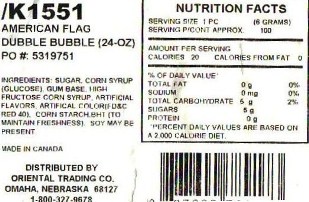 /K1551
AMERICAN FLAG
DUBBLE BUBBLE (24-OZ)
PO #: 5319751
INGREDIENTS: SUGAR, CORN SYRUP
(GLUCOSE), GUM BASE, HIGH
FRUCTOSE CORN SYRUP, ARTIFICIAL
FLAVORS, ARTIFICAL COLOR(FD&C
RED 40), CORN STARCH, BHT (TO
MAINTAIN FRESHNESS). SOY MAY BE
PRESENT
MADE IN CANADA
DISTRIBUTED BY
ORIENTAL TRADING CO.
OMAHA, NEBRASKA 68127
1-800-327-9678
NUTRITION FACTS
SERVING SIZE 1 PC (6 GRAMS)
SERVING P/CONT APPROX. 100
AMOUNT PER SERVING
CALORIES 20 CALORIES FROM FAT 0
% OF DAILY VALUE*
TOTAL FAT 0 g 0%
SODIUM 0 mg 0%
TOTAL CARBOHYDRATE 5 g 2%
SUGARS 5 g
PROTEIN 0 g
*PERCENT DAILY VALUES ARE BASED ON
A 2,000 CALORIE DIET.